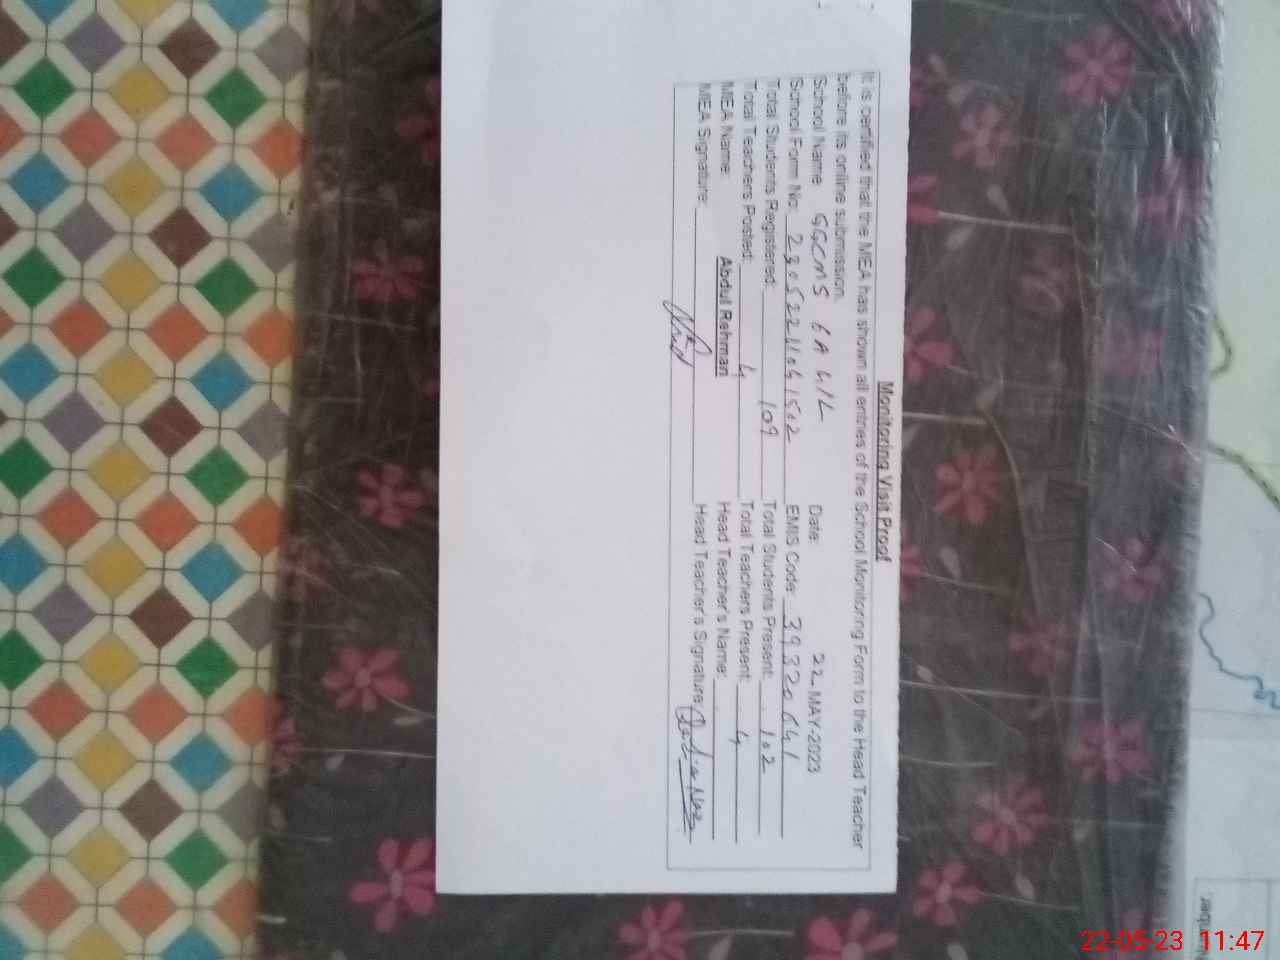 Monitoring Visit Proof
It is certified that the MEA has shown all entries of the School Monitoring Form to the Head Teacher
before its online submission.
School Name GGCMS 6A 4/L Date: 22 MAY-2023
School Form No: 23052211041502 EMIS Code: 39320641
Total Students Registered: 109 Total Students Present: 102
Total Teachers Posted: 4 Total Teachers Present: 4
MEA Name: Abdul Rehman Head Teacher's Name:
MEA Signature: Head Teacher's Signature:
22-05-23 11:47